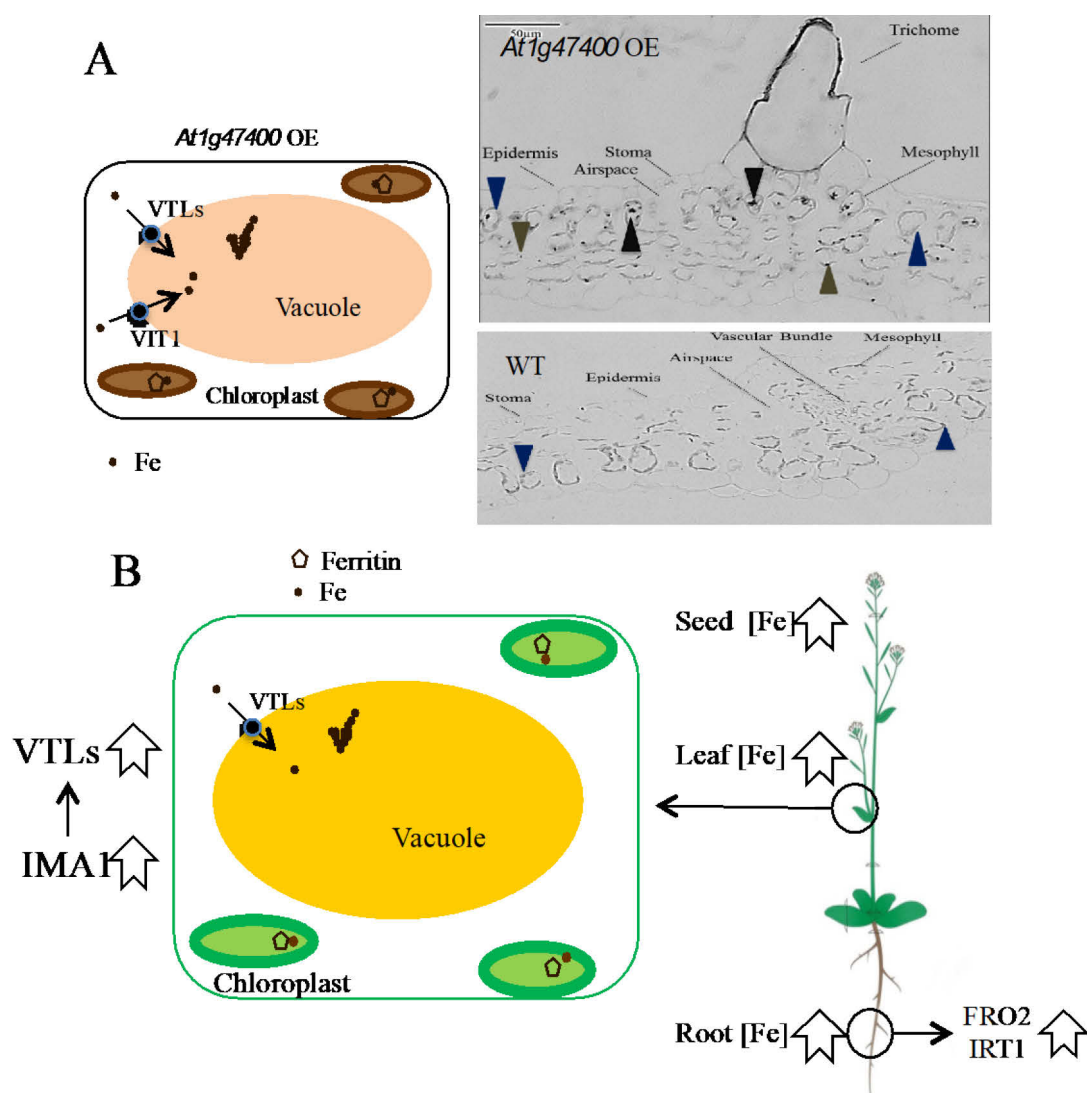 A
At1g47400 OE
VTLs
Vacuole
VIT1
Chloroplast
Fe
50μm
At1g47400 OE
Trichome
Epidermis
Stoma
Airspace
Mesophyll
WT
Vascular Bundle
Mesophyll
Airspace
Epidermis
Stoma
B
Ferritin
Fe
VTLs
Vacuole
Chloroplast
VTLs
IMA1
Seed [Fe]
Leaf [Fe]
Root [Fe]
FRO2
IRT1